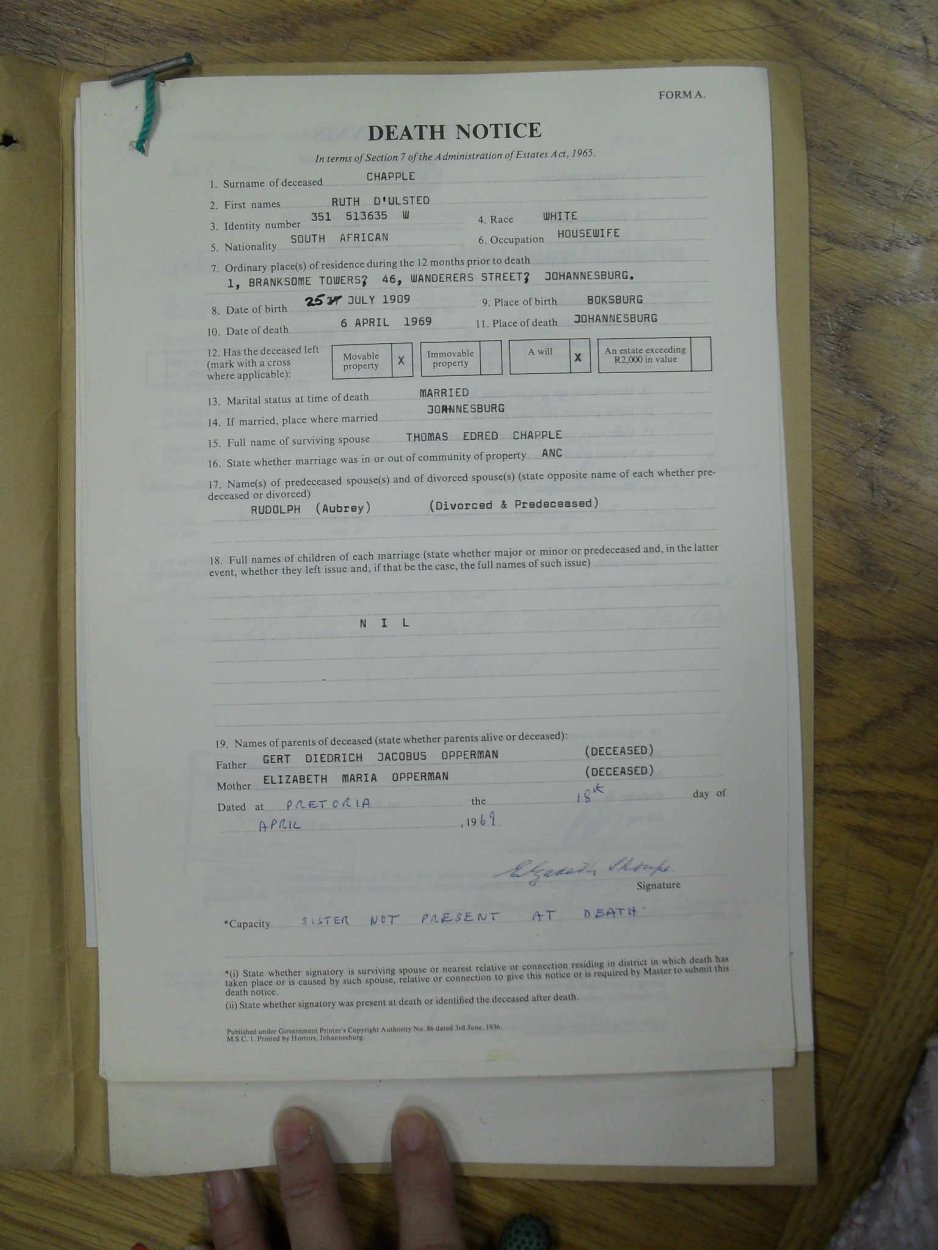 FORM A.
DEATH NOTICE
In terms of Section 7 of the Administration of Estates Act, 1965.
1. Surname of deceased CHAPPLE
2. First names RUTH D'ULSTED
3. Identity number 351 513635 W 4. Race WHITE
5. Nationality SOUTH AFRICAN 6. Occupation HOUSEWIFE
7. Ordinary place(s) of residence during the 12 months prior to death
1, BRANKSOME TOWERS, 46, WANDERERS STREET, JOHANNESBURG.
8. Date of birth 25 JULY 1909 9. Place of birth BOKSBURG
10. Date of death 6 APRIL 1969 11. Place of death JOHANNESBURG
12. Has the deceased left (mark with a cross where applicable): Movable property X Immovable property A will X An estate exceeding R2,000 in value
13. Marital status at time of death MARRIED
14. If married, place where married JOHNNESBURG
15. Full name of surviving spouse THOMAS EDRED CHAPPLE
16. State whether marriage was in or out of community of property ANC
17. Name(s) of predeceased spouse(s) and of divorced spouse(s) (state opposite name of each whether pre-
deceased or divorced)
RUDOLPH (Aubrey) (Divorced & Predeceased)
18. Full names of children of each marriage (state whether major or minor or predeceased and, in the latter
event, whether they left issue and, if that be the case, the full names of such issue)
N I L
19. Names of parents of deceased (state whether parents alive or deceased):
Father GERT DIEDRICH JACOBUS OPPERMAN (DECEASED)
Mother ELIZABETH MARIA OPPERMAN (DECEASED)
Dated at PRETORIA the 18th day of
APRIL , 1969
Signature
*Capacity SISTER NOT PRESENT AT DEATH
*(i) State whether signatory is surviving spouse or nearest relative or connection residing in district in which death has
taken place or is caused by such spouse, relative or connection to give this notice or is required by Master to submit this
death notice.
(ii) State whether signatory was present at death or identified the deceased after death.
Published under Government Printer's Copyright Authority No. 86 dated 3rd June, 1936.
M.S.C. 1. Printed by Hortors, Johannesburg.